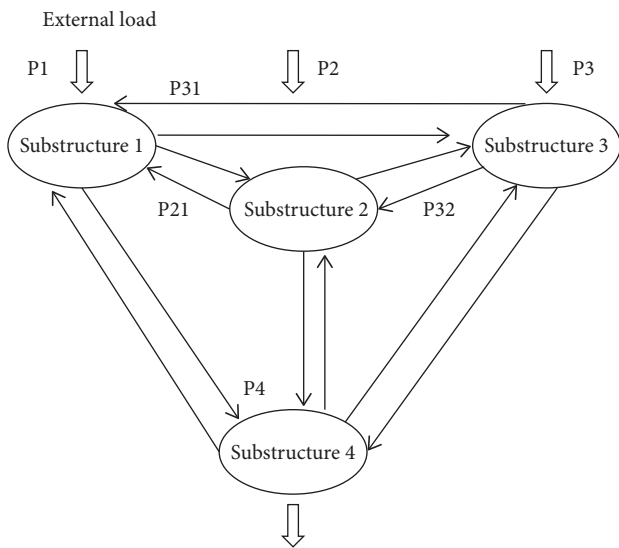 External load
P1
P2
P3
P31
Substructure 1
Substructure 3
P21
Substructure 2
P32
P4
Substructure 4